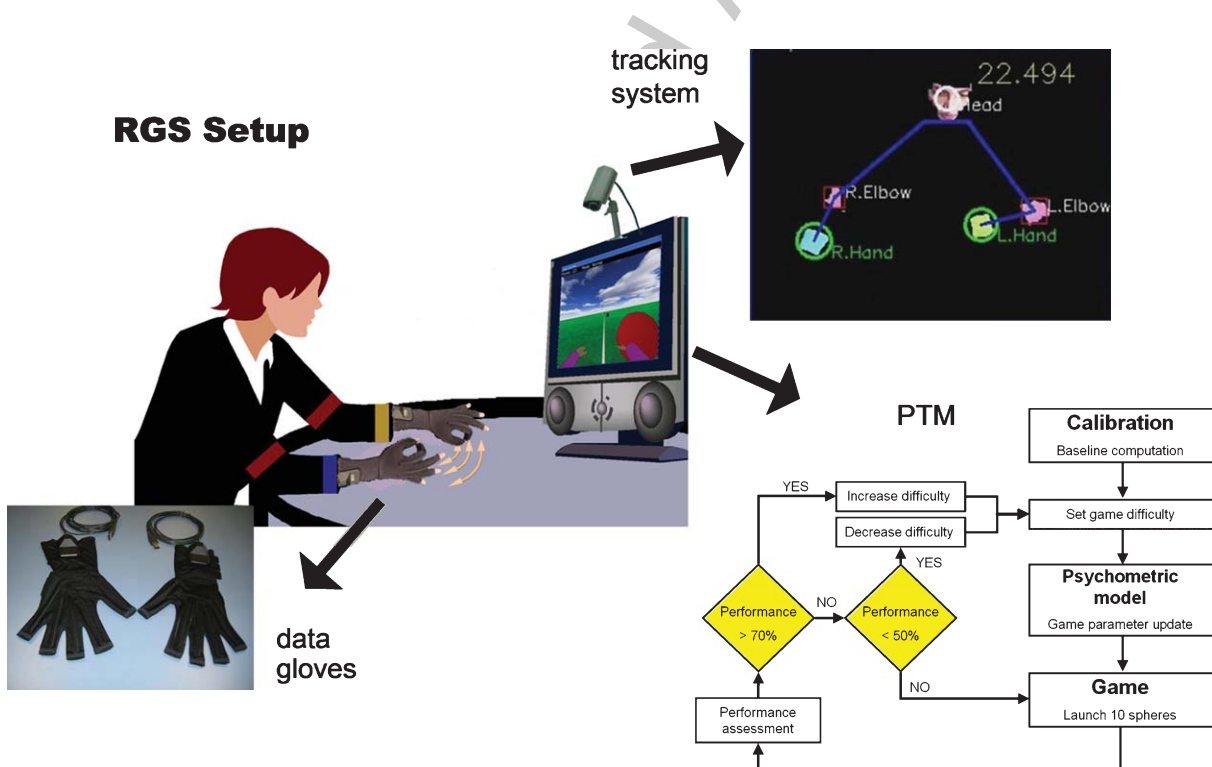 tracking
system
RGS Setup
22.494
Head
R.Elbow
L.Elbow
R.Hand
L.Hand
data
gloves
PTM
Calibration
Baseline computation
YES
Increase difficulty
Decrease difficulty
Set game difficulty
YES
Performance
> 70%
NO
Performance
< 50%
Psychometric
model
Game parameter update
NO
Game
Launch 10 spheres
Performance
assessment